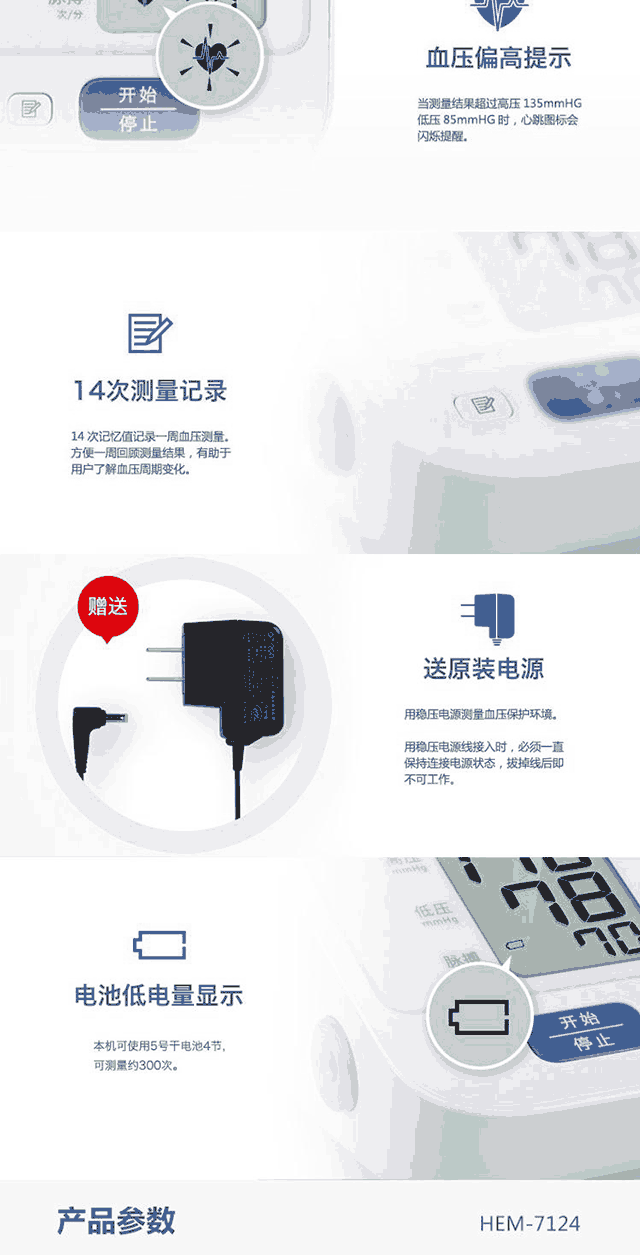 次/分
开始
停止
血压偏高提示
当测量结果超过高压 135mmHG
低压 85mmHG 时，心跳图标会
闪烁提醒。
14次测量记录
14 次记忆值记录一周血压测量。
方便一周回顾测量结果，有助于
用户了解血压周期变化。
赠送
送原装电源
用稳压电源测量血压保护环境。
用稳压电源线接入时，必须一直
保持连接电源状态，拔掉线后即
不可工作。
mmHg
低压
mmHg
脉搏
78
70
开始
停止
电池低电量显示
本机可使用5号干电池4节,
可测量约300次。
产品参数
HEM-7124